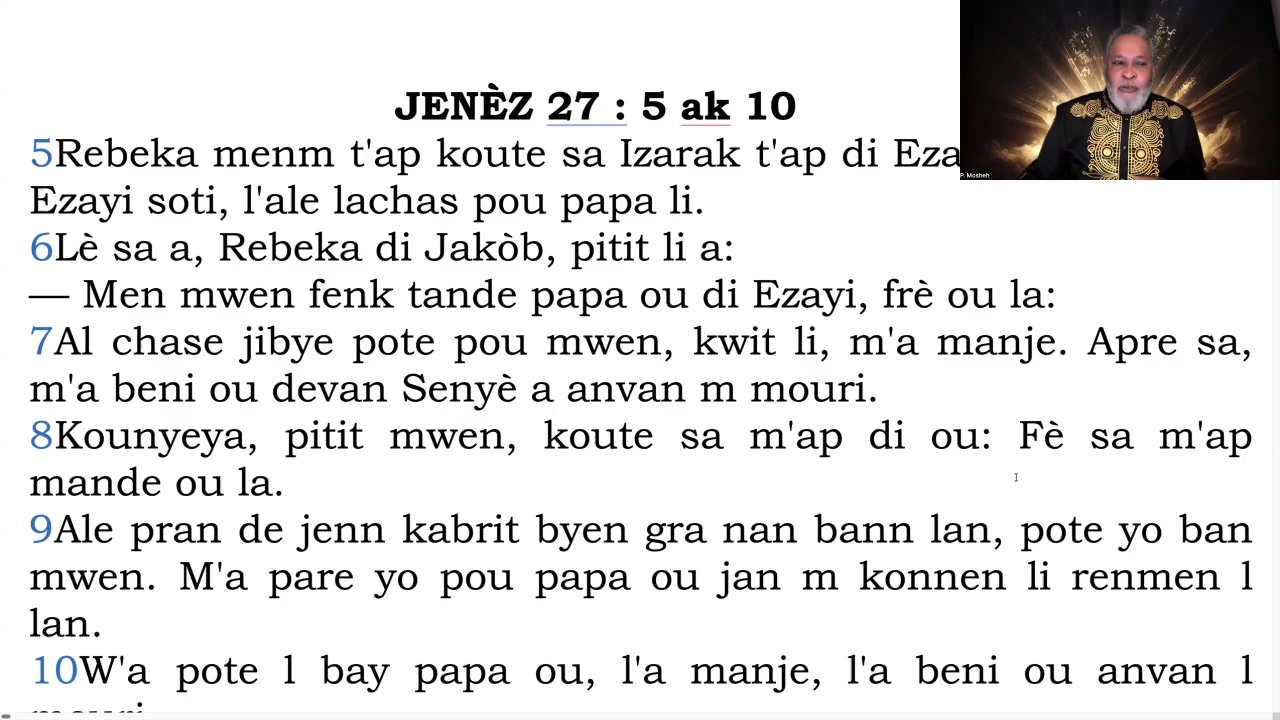 JENÈZ 27 : 5 ak 10
5Rebeka menm t'ap koute sa Izarak t'ap di
Ezayi soti, l'ale lachas pou papa li.
6Lè sa a, Rebeka di Jakòb, pitit li a:
— Men mwen fenk tande papa ou di Ezayi, frè ou la:
7Al chase jibye pote pou mwen, kwit li, m'a manje. Apre sa,
m'a beni ou devan Senyè a anvan m mouri.
8Kounyeya, pitit mwen, koute sa m'ap di ou: Fè sa m'ap
mande ou la.
9Ale pran de jenn kabrit byen gra nan bann lan, pote yo ban
mwen. M'a pare yo pou papa ou jan m konnen li renmen l
lan.
10W'a pote l bay papa ou, l'a manje, l'a beni ou anvan l
P. Mosheh